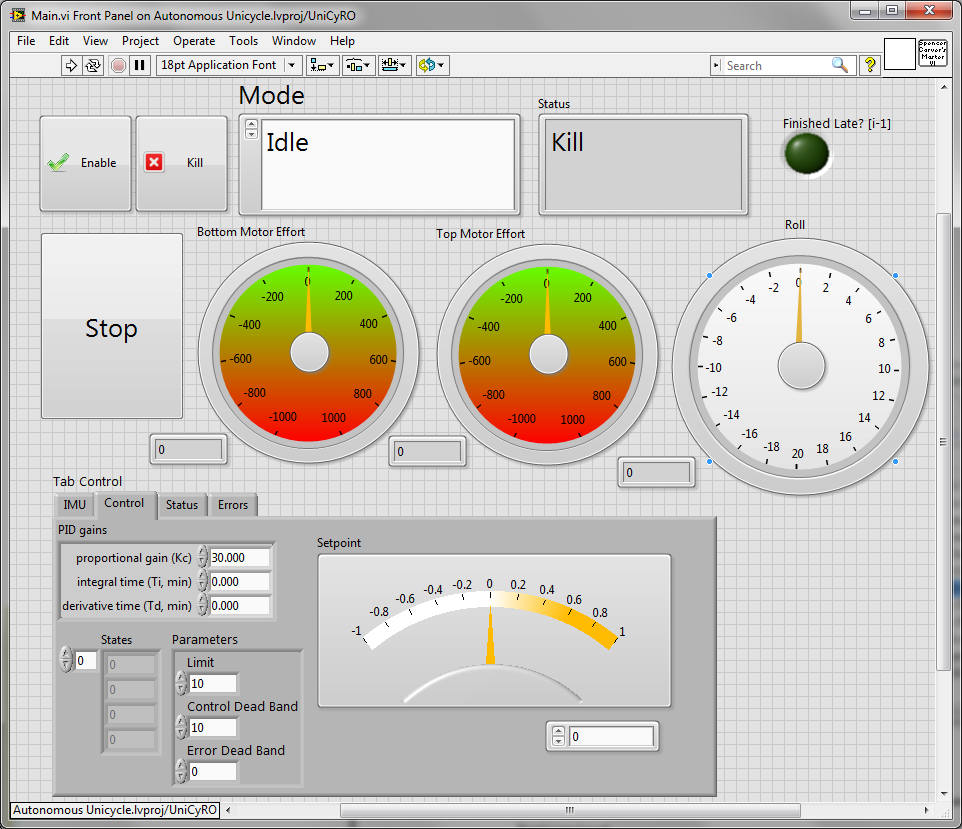 Main.vi Front Panel on Autonomous Unicycle.lvproj/UniCyRO
File Edit View Project Operate Tools Window Help
18pt Application Font
Search
?
Spencer
Carver's
Master
VI
Mode
Status
Finished Late? [i-1]
Enable
Kill
Idle
Kill
Stop
Bottom Motor Effort
0
-200 200
-400 400
-600 600
-800 800
-1000 1000
0
Top Motor Effort
0
-200 200
-400 400
-600 600
-800 800
-1000 1000
0
Roll
0
-2 2
-4 4
-6 6
-8 8
-10 10
-12 12
-14 14
-16 16
-18 18
20
0
Tab Control
IMU Control Status Errors
PID gains
proportional gain (Kc) 30.000
integral time (Ti, min) 0.000
derivative time (Td, min) 0.000
States
0
0
0
0
0
Parameters
Limit
10
Control Dead Band
10
Error Dead Band
0
Setpoint
-1 -0.8 -0.6 -0.4 -0.2 0 0.2 0.4 0.6 0.8 1
0
Autonomous Unicycle.lvproj/UniCyRO